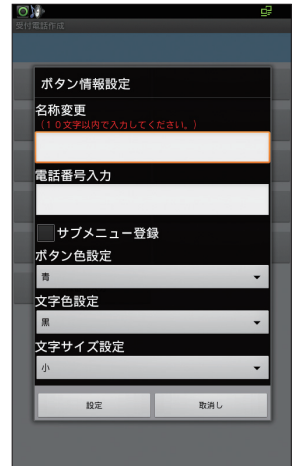 受付電話作成
ボタン情報設定
名称変更
(10文字以内で入力してください。)
電話番号入力
サブメニュー登録
ボタン色設定
青
文字色設定
黒
文字サイズ設定
小
設定
取消し